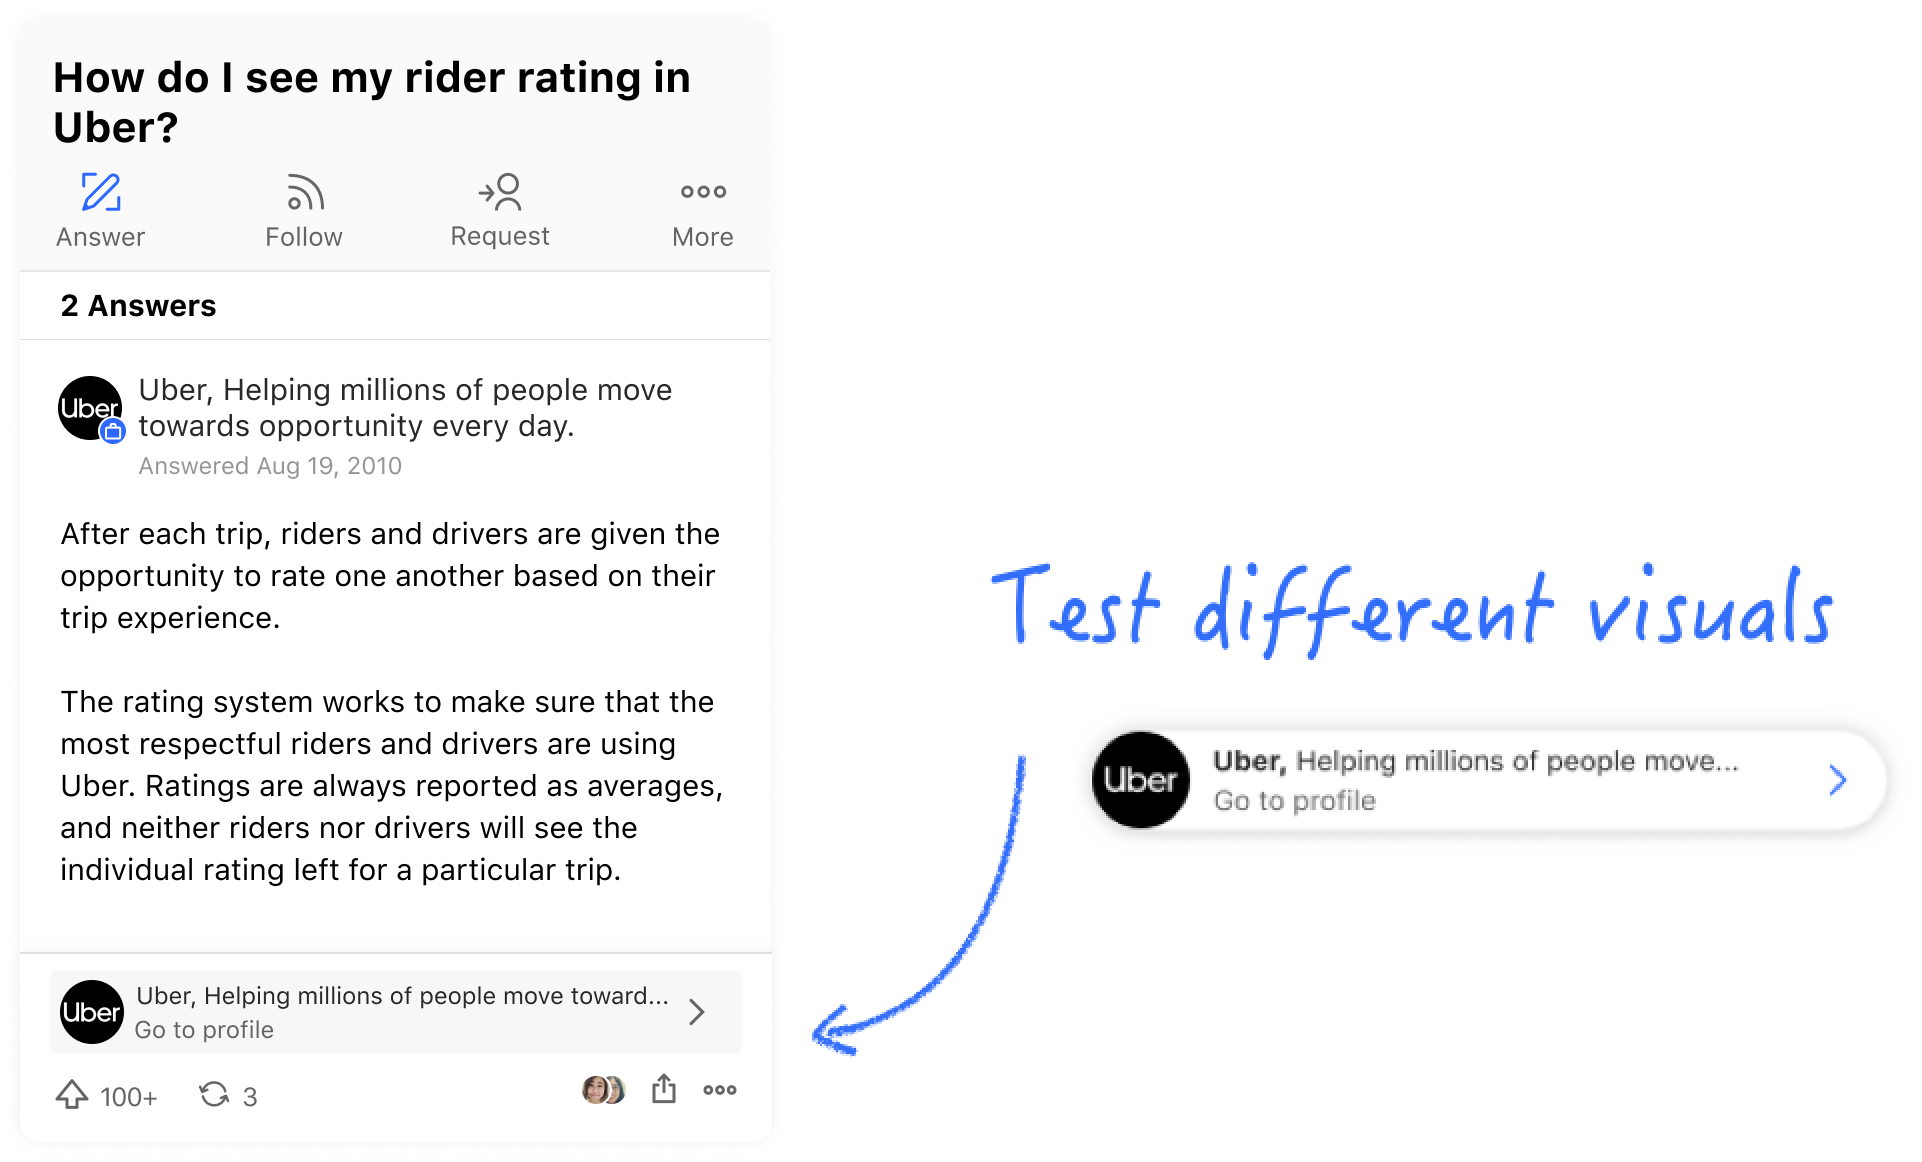 How do I see my rider rating in
Uber?
Answer
Follow
Request
More
2 Answers
Uber
Uber, Helping millions of people move
towards opportunity every day.
Answered Aug 19, 2010
After each trip, riders and drivers are given the
opportunity to rate one another based on their
trip experience.
The rating system works to make sure that the
most respectful riders and drivers are using
Uber. Ratings are always reported as averages,
and neither riders nor drivers will see the
individual rating left for a particular trip.
Uber
Uber, Helping millions of people move toward...
Go to profile
100+
3
Test different visuals
Uber
Uber, Helping millions of people move...
Go to profile